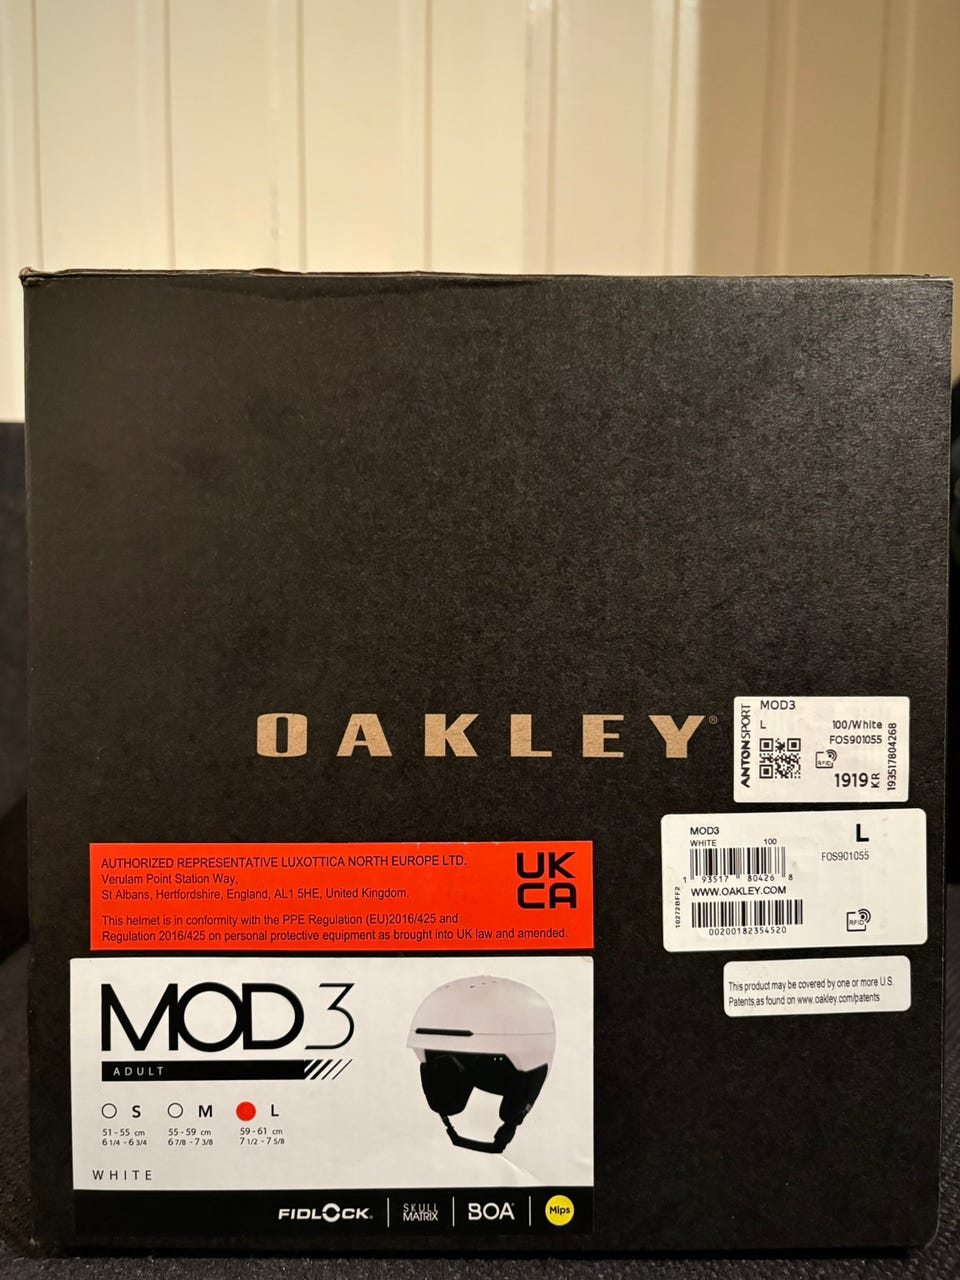 OAKLEY®
ANTONSPORT
MOD3
L
100/White
FOS901055
RFID
1919 KR
193517804268
MOD3
WHITE 100
L
FOS901055
1 93517 80426 8
WWW.OAKLEY.COM
00200182354520
10272BFF2
RFID
This product may be covered by one or more U.S.
Patents,as found on www.oakley.com/patents
AUTHORIZED REPRESENTATIVE LUXOTTICA NORTH EUROPE LTD.
Verulam Point Station Way,
St Albans, Hertfordshire, England, AL1 5HE, United Kingdom.
This helmet is in conformity with the PPE Regulation (EU)2016/425 and
Regulation 2016/425 on personal protective equipment as brought into UK law and amended.
UK
CA
MOD3
ADULT
S M L
51 - 55 cm 55 - 59 cm 59 - 61 cm
6 1/4 - 6 3/4 6 7/8 - 7 3/8 7 1/2 - 7 5/8
WHITE
FIDLOCK® SKULL MATRIX BOA® Mips